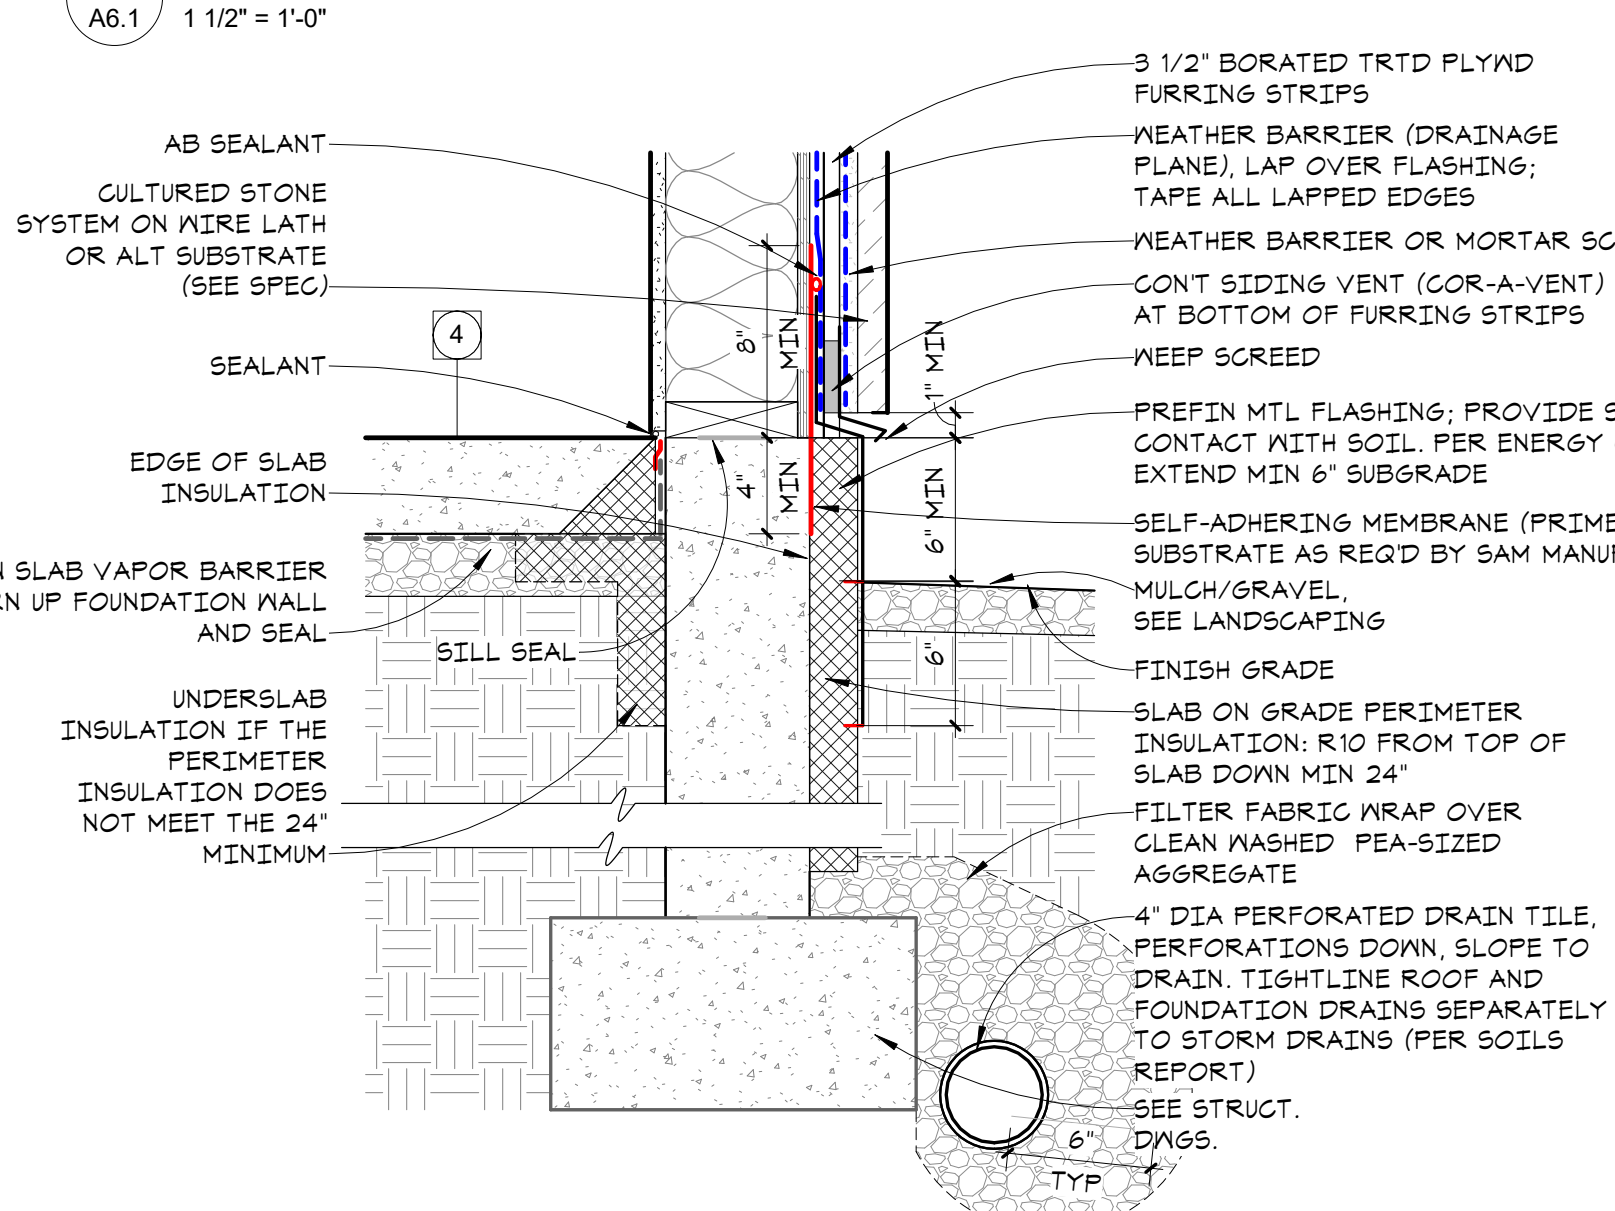 A6.1
1 1/2" = 1'-0"
AB SEALANT
CULTURED STONE
SYSTEM ON WIRE LATH
OR ALT SUBSTRATE
(SEE SPEC)
4
SEALANT
EDGE OF SLAB
INSULATION
SLAB VAPOR BARRIER
UP FOUNDATION WALL
AND SEAL
SILL SEAL
UNDERSLAB
INSULATION IF THE
PERIMETER
INSULATION DOES
NOT MEET THE 24"
MINIMUM
8"
MIN
4"
MIN
1" MIN
6" MIN
6"
3 1/2" BORATED TRTD PLYWD
FURRING STRIPS
WEATHER BARRIER (DRAINAGE
PLANE), LAP OVER FLASHING;
TAPE ALL LAPPED EDGES
WEATHER BARRIER OR MORTAR SC
CON'T SIDING VENT (COR-A-VENT)
AT BOTTOM OF FURRING STRIPS
WEEP SCREED
PREFIN MTL FLASHING; PROVIDE S
CONTACT WITH SOIL. PER ENERGY
EXTEND MIN 6" SUBGRADE
SELF-ADHERING MEMBRANE (PRIME
SUBSTRATE AS REQ'D BY SAM MANU
MULCH/GRAVEL,
SEE LANDSCAPING
FINISH GRADE
SLAB ON GRADE PERIMETER
INSULATION: R10 FROM TOP OF
SLAB DOWN MIN 24"
FILTER FABRIC WRAP OVER
CLEAN WASHED PEA-SIZED
AGGREGATE
4" DIA PERFORATED DRAIN TILE,
PERFORATIONS DOWN, SLOPE TO
DRAIN. TIGHTLINE ROOF AND
FOUNDATION DRAINS SEPARATELY
TO STORM DRAINS (PER SOILS
REPORT)
SEE STRUCT.
DWGS.
6"
TYP